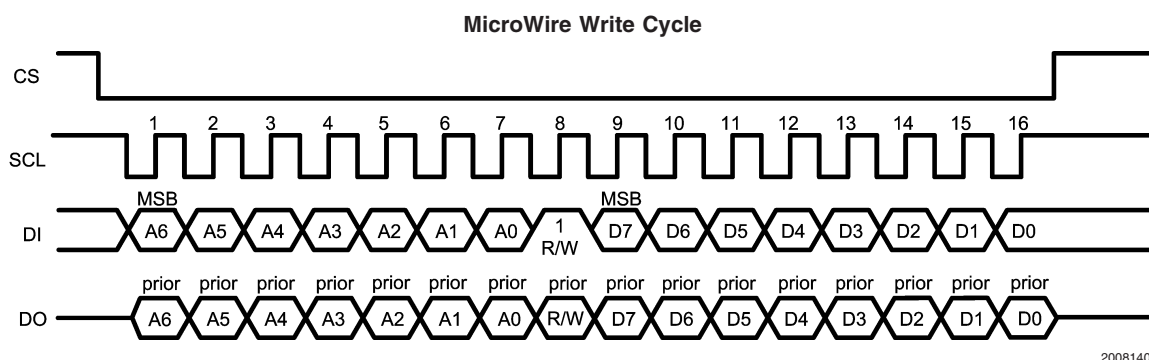 MicroWire Write Cycle
CS
1 2 3 4 5 6 7 8 9 10 11 12 13 14 15 16
SCL
MSB MSB
DI A6 A5 A4 A3 A2 A1 A0 1 R/W D7 D6 D5 D4 D3 D2 D1 D0
prior prior prior prior prior prior prior prior prior prior prior prior prior prior prior prior
DO A6 A5 A4 A3 A2 A1 A0 R/W D7 D6 D5 D4 D3 D2 D1 D0
2008140